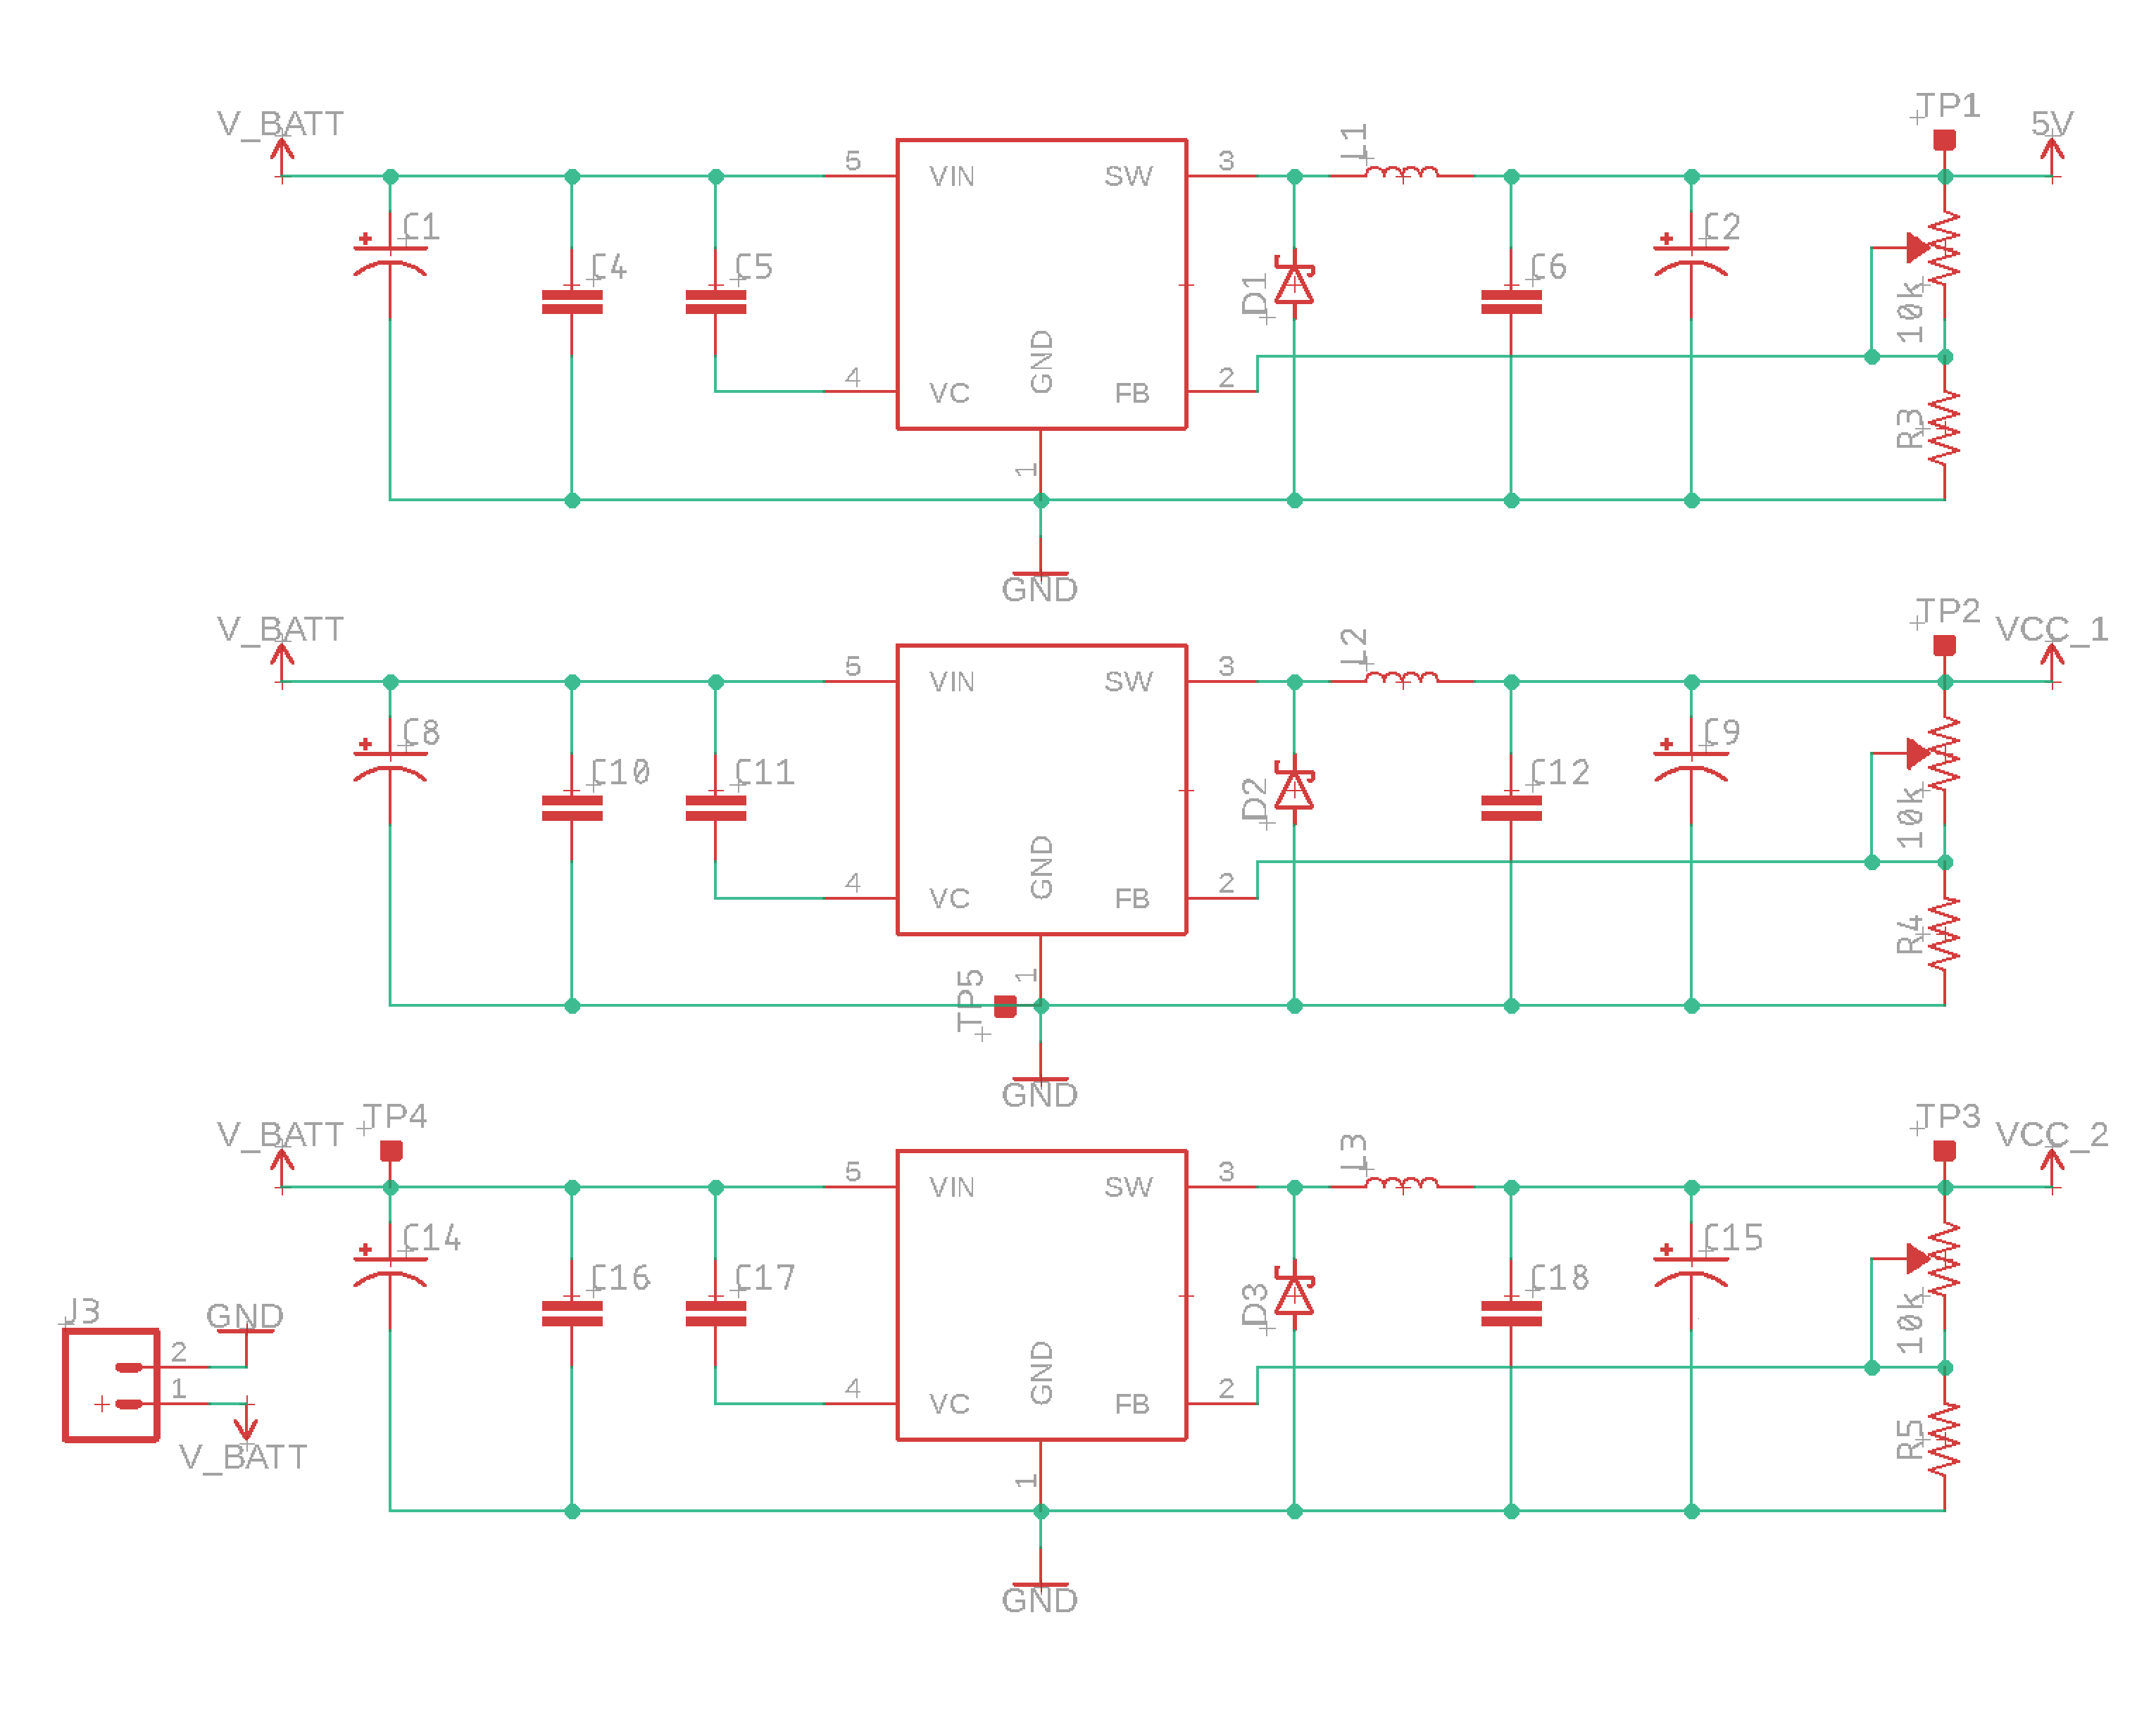 V_BATT
TP1
5V
5
VIN
SW
3
L1
C1
C4
C5
D1
C6
C2
10k
GND
4
VC
FB
2
R3
1
GND
V_BATT
TP2
VCC_1
5
VIN
SW
3
L2
C8
C10
C11
D2
C12
C9
10k
GND
4
VC
FB
2
R4
TP5
1
GND
V_BATT
TP4
TP3
VCC_2
5
VIN
SW
3
L3
C14
C16
C17
D3
C18
C15
10k
J3
GND
2
1
V_BATT
GND
4
VC
FB
2
R5
1
GND